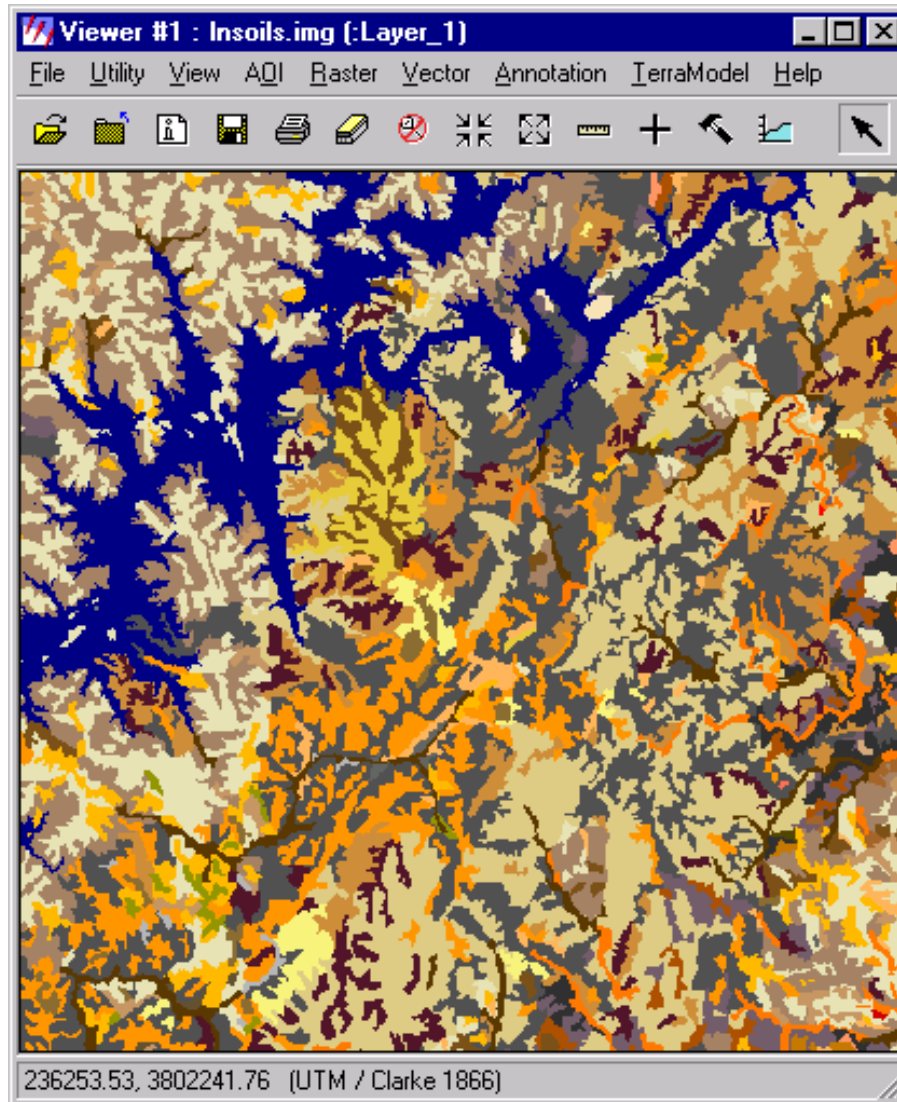 Viewer #1 : lnsoils.img (:Layer_1)
File Utility View AOI Raster Vector Annotation TerraModel Help
236253.53, 3802241.76 (UTM / Clarke 1866)